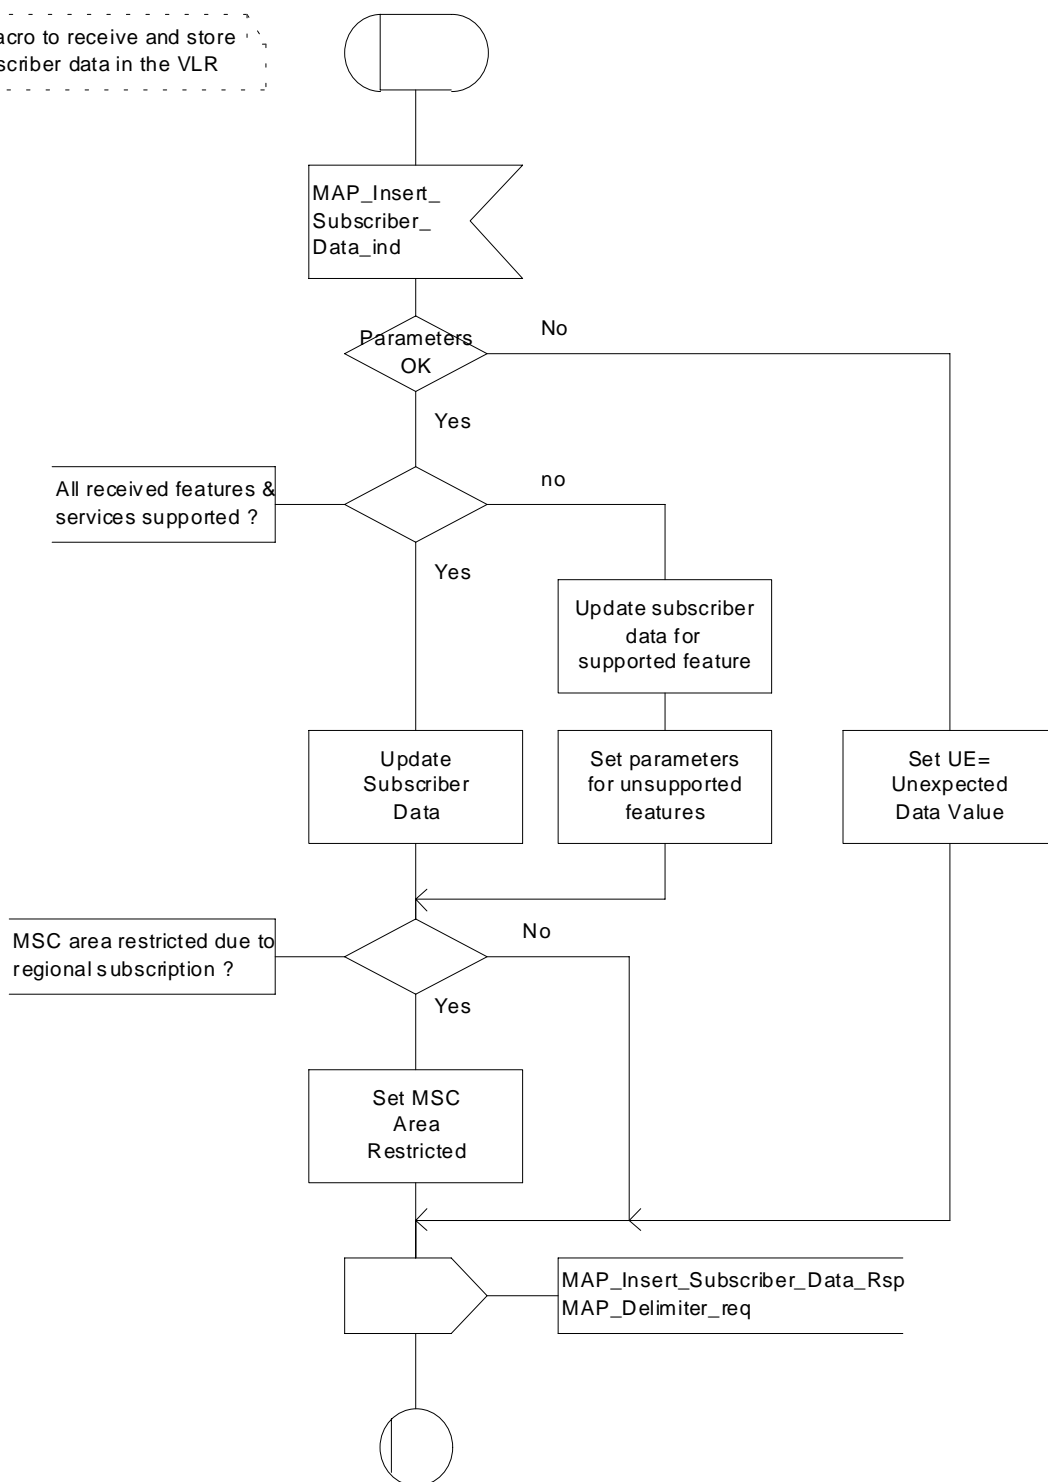 acro to receive and store
scriber data in the VLR
MAP_Insert_
Subscriber_
Data_ind
Parameters
OK
No
Yes
All received features &
services supported ?
no
Yes
Update subscriber
data for
supported feature
Update
Subscriber
Data
Set parameters
for unsupported
features
Set UE=
Unexpected
Data Value
MSC area restricted due to
regional subscription ?
No
Yes
Set MSC
Area
Restricted
MAP_Insert_Subscriber_Data_Rsp
MAP_Delimiter_req